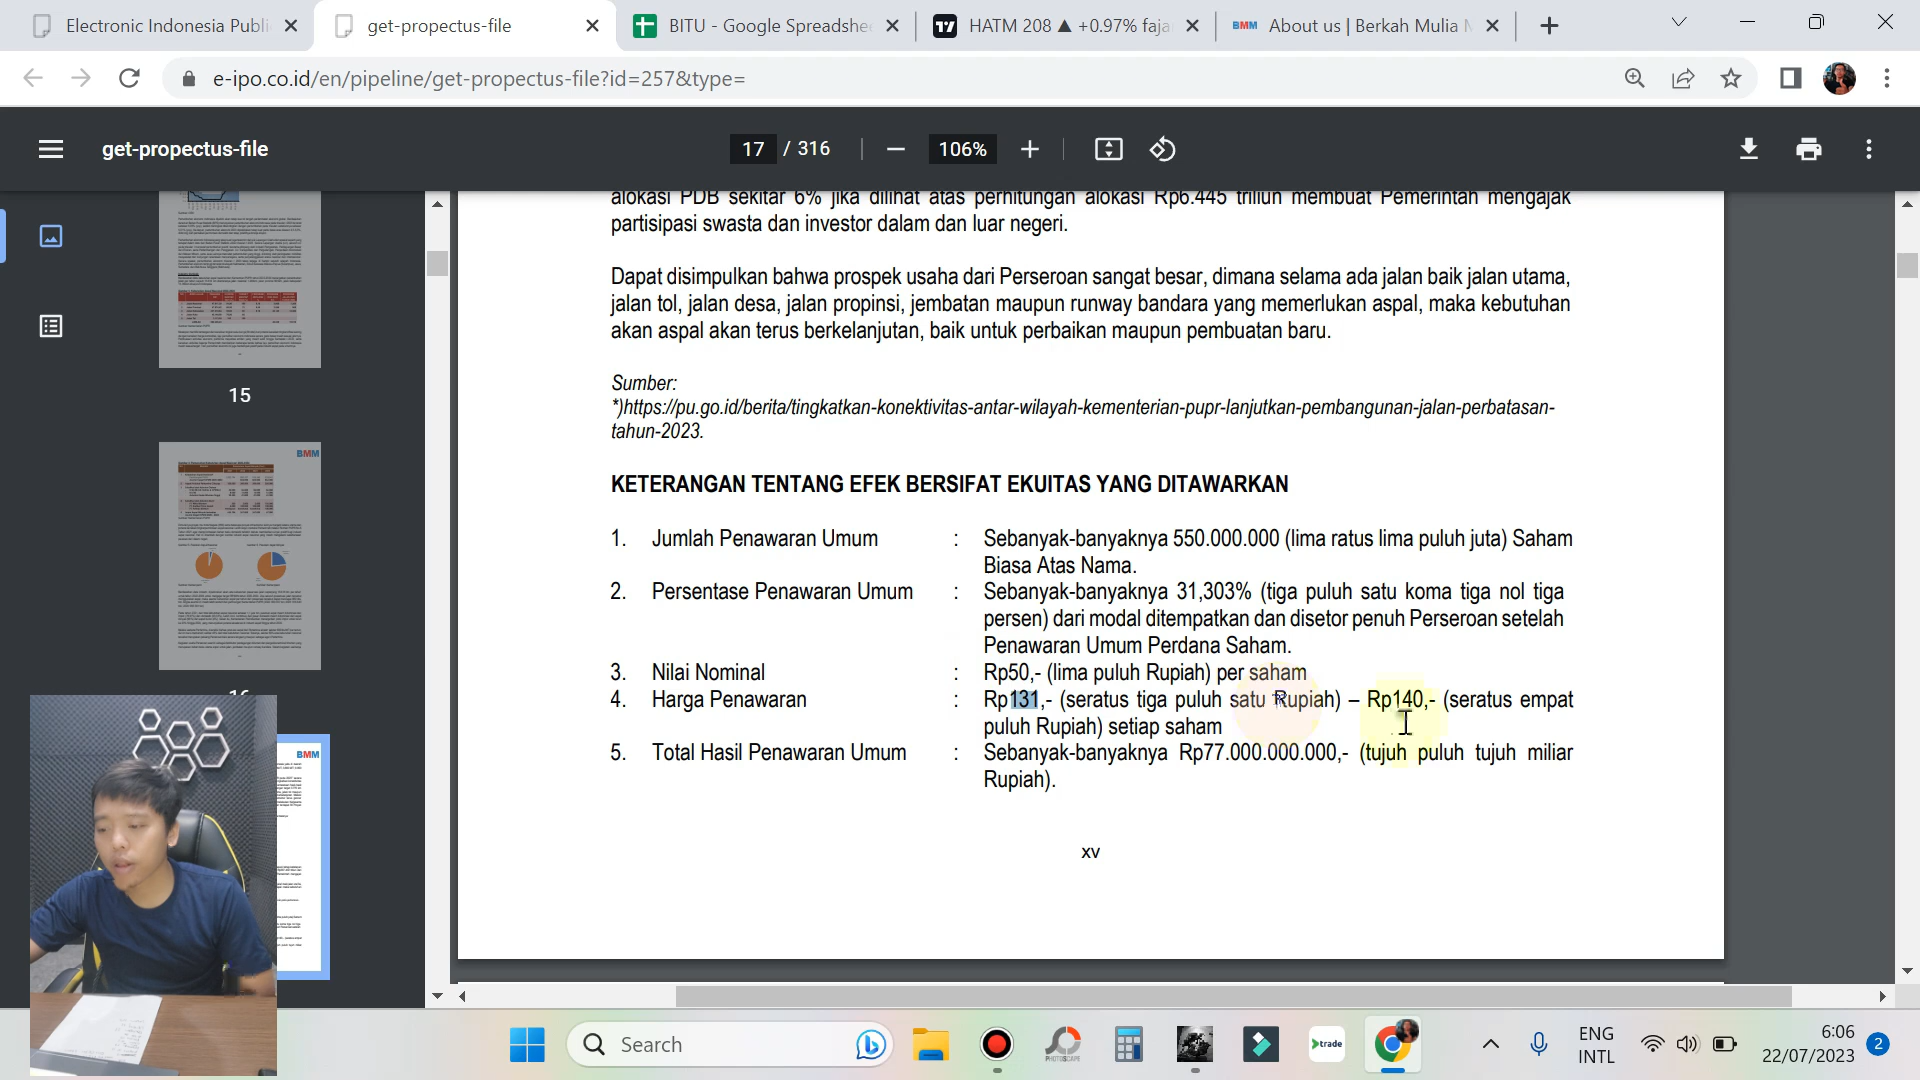 Electronic Indonesia Publi
get-propectus-file
BITU - Google Spreadshe
HATM 208 ▲ +0.97% faja
BMM
About us | Berkah Mulia M
e-ipo.co.id/en/pipeline/get-propectus-file?id=257&type=
get-propectus-file
17 / 316
106%
alokasi PDB sekitar 6% jika dilihat atas perhitungan alokasi Rp6.445 triliun membuat Pemerintah mengajak
partisipasi swasta dan investor dalam dan luar negeri.
Dapat disimpulkan bahwa prospek usaha dari Perseroan sangat besar, dimana selama ada jalan baik jalan utama,
jalan tol, jalan desa, jalan propinsi, jembatan maupun runway bandara yang memerlukan aspal, maka kebutuhan
akan aspal akan terus berkelanjutan, baik untuk perbaikan maupun pembuatan baru.
Sumber:
*)https://pu.go.id/berita/tingkatkan-konektivitas-antar-wilayah-kementerian-pupr-lanjutkan-pembangunan-jalan-perbatasan-
tahun-2023.
KETERANGAN TENTANG EFEK BERSIFAT EKUITAS YANG DITAWARKAN
1. Jumlah Penawaran Umum : Sebanyak-banyaknya 550.000.000 (lima ratus lima puluh juta) Saham
Biasa Atas Nama.
2. Persentase Penawaran Umum : Sebanyak-banyaknya 31,303% (tiga puluh satu koma tiga nol tiga
persen) dari modal ditempatkan dan disetor penuh Perseroan setelah
Penawaran Umum Perdana Saham.
3. Nilai Nominal : Rp50,- (lima puluh Rupiah) per saham
4. Harga Penawaran : Rp131,- (seratus tiga puluh satu Rupiah) – Rp140,- (seratus empat
puluh Rupiah) setiap saham
5. Total Hasil Penawaran Umum : Sebanyak-banyaknya Rp77.000.000.000,- (tujuh puluh tujuh miliar
Rupiah).
xv
15
BMM
16
BMM
Search
PHOTOSCAPE
trade
ENG
INTL
6:06
22/07/2023
2